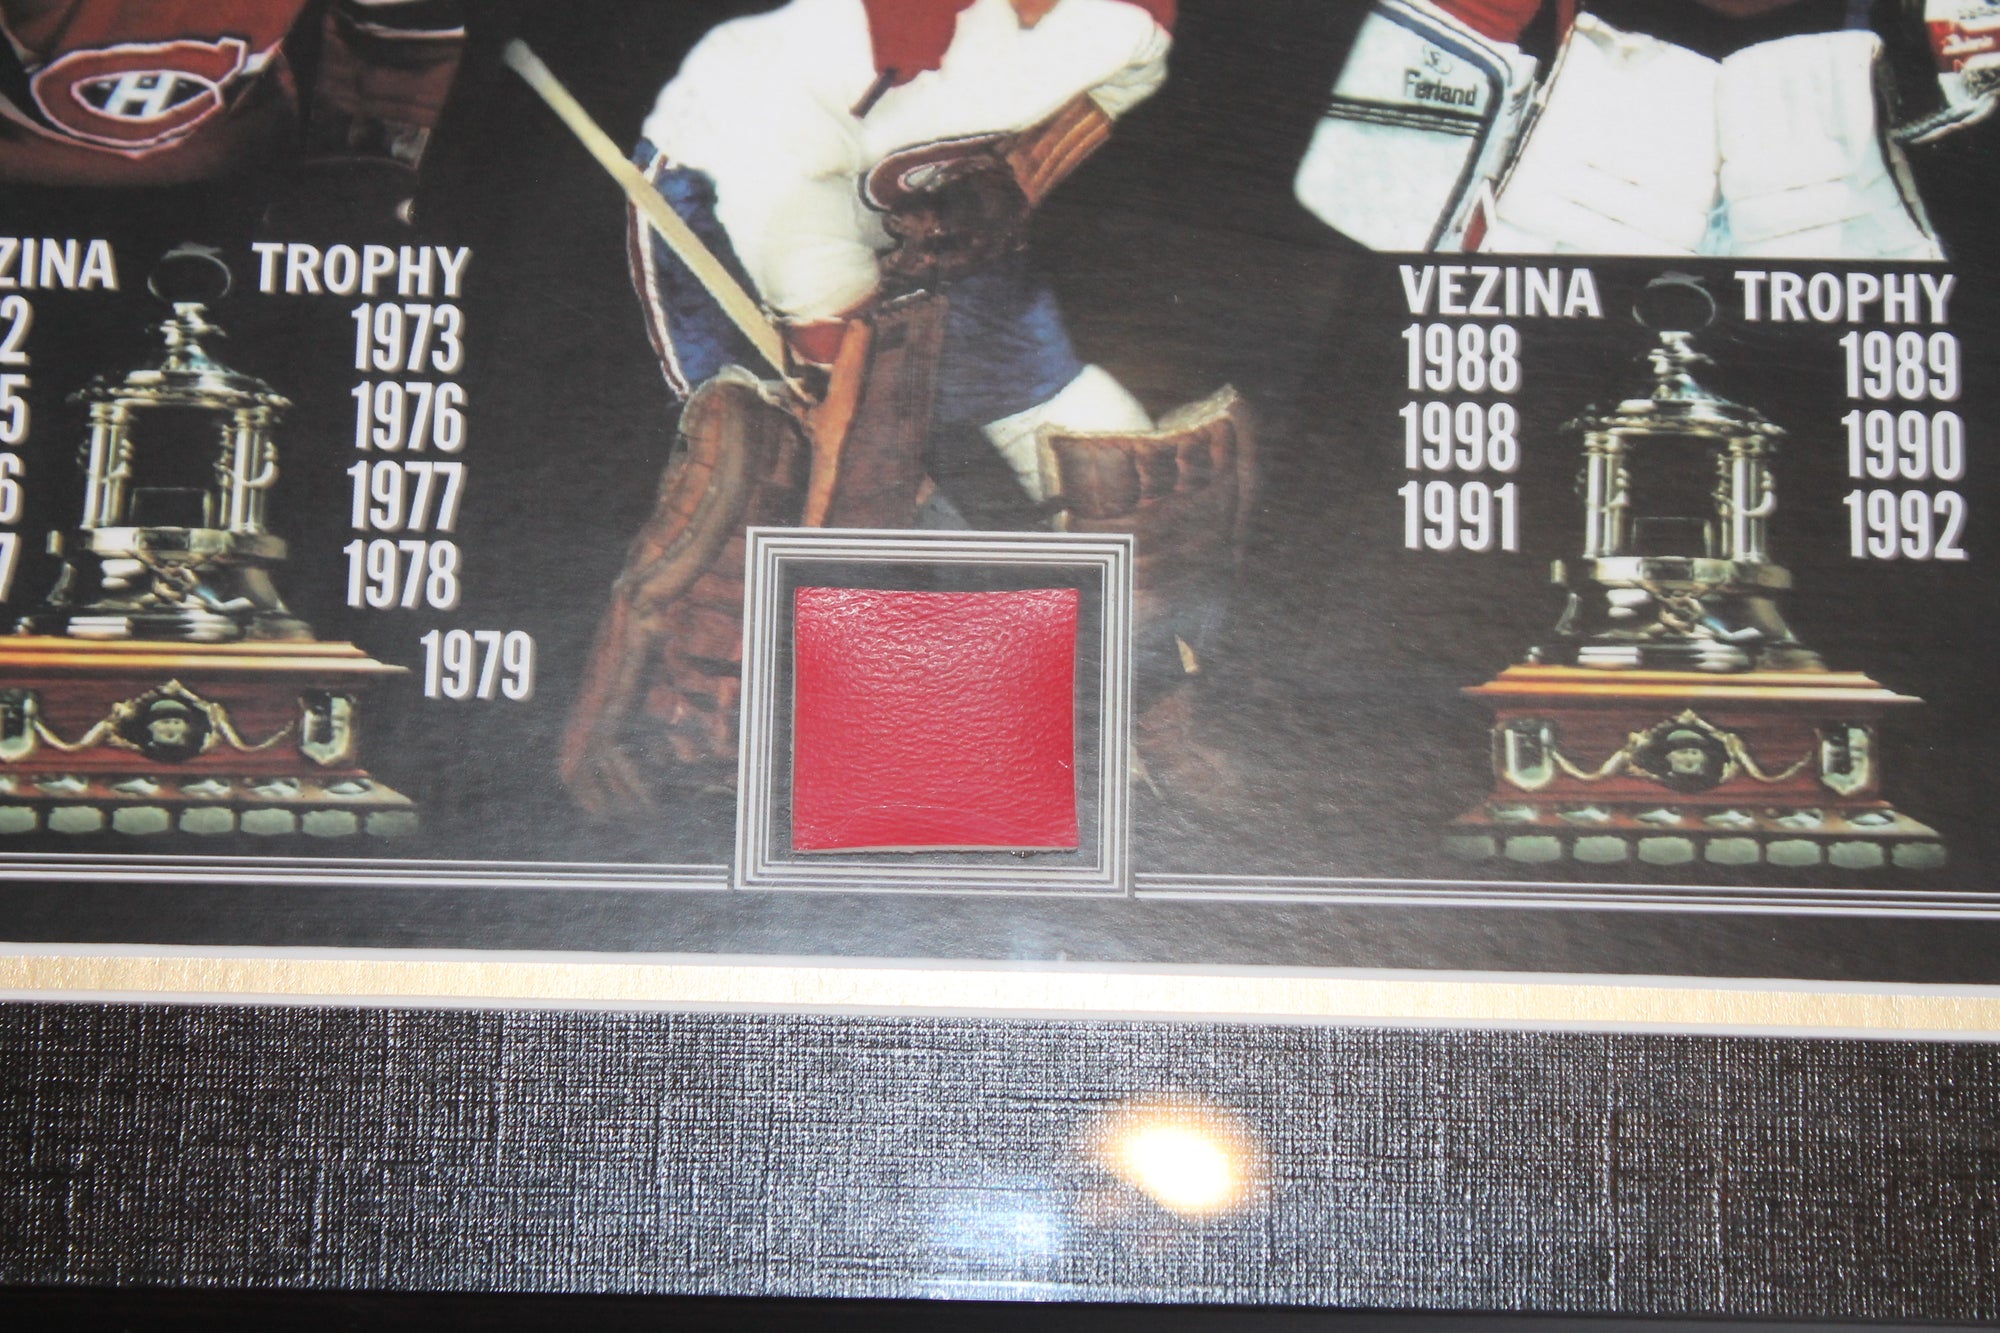 H
Ferland
ZINA TROPHY
2 1973
5 1976
6 1977
7 1978
1979
VEZINA TROPHY
1988 1989
1998 1990
1991 1992